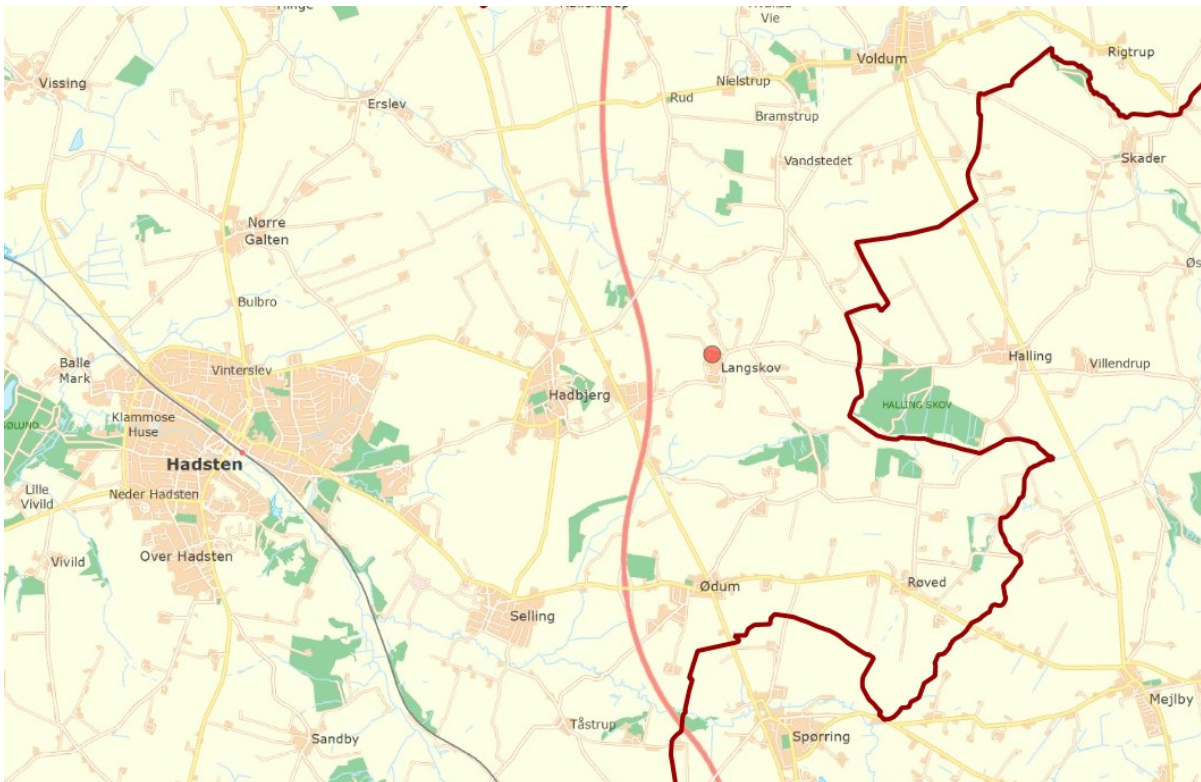 Vie
Rigtrup
Voldum
Vissing
Nielstrup
Rud
Erslev
Bramstrup
Skader
Vandstedet
Nørre
Galten
Bulbro
Balle
Mark
Vinterslev
Halling
Villendrup
Langskov
Hadbjerg
HALLING SKOV
Klammose
Huse
Hadsten
Lille
Vivild
Neder Hadsten
Over Hadsten
Vivild
Ødum
Røved
Selling
Mejlby
Tåstrup
Spørring
Sandby